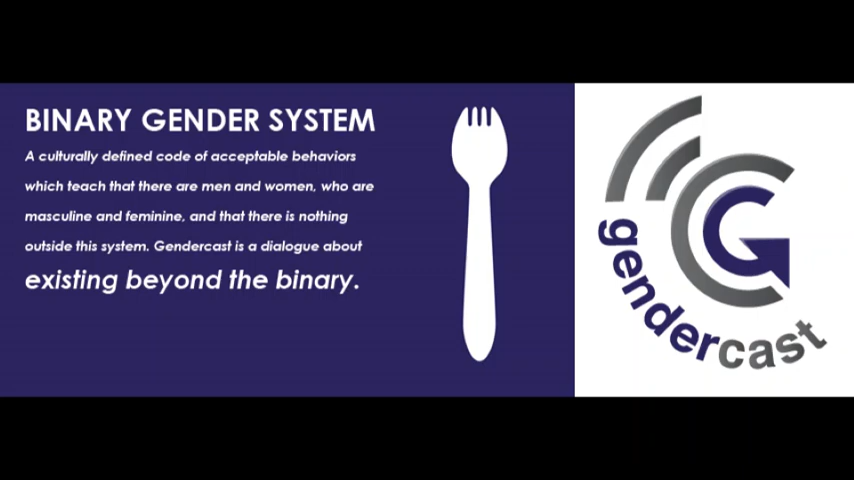 BINARY GENDER SYSTEM
A culturally defined code of acceptable behaviors
which teach that there are men and women, who are
masculine and feminine, and that there is nothing
outside this system. Gendercast is a dialogue about
existing beyond the binary.
G
gendercast